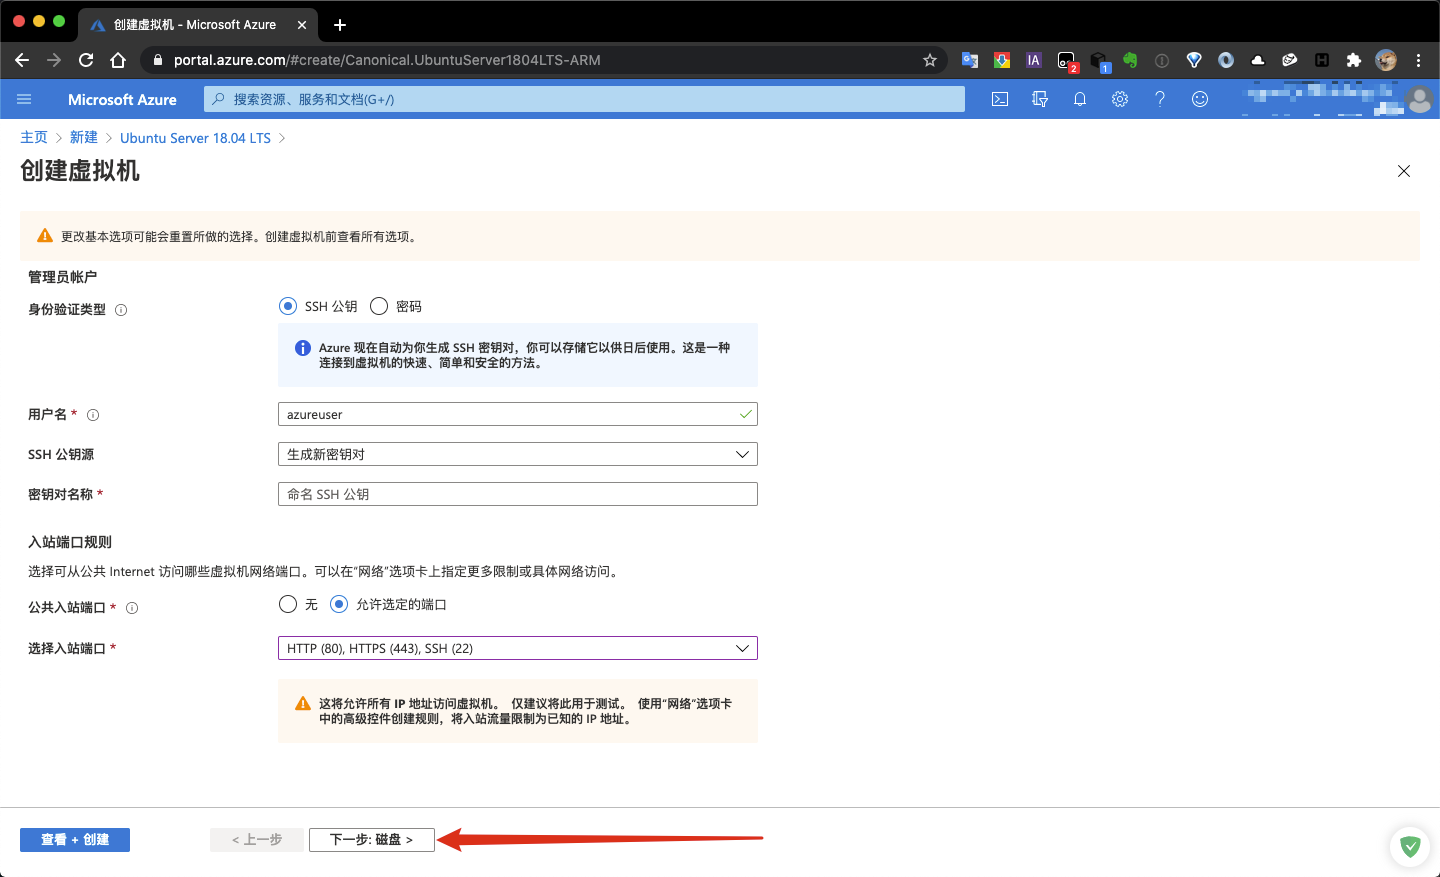 创建虚拟机 - Microsoft Azure
portal.azure.com/#create/Canonical.UbuntuServer1804LTS-ARM
IA
2
1
H
Microsoft Azure
搜索资源、服务和文档(G+/)
主页 > 新建 > Ubuntu Server 18.04 LTS >
创建虚拟机
更改基本选项可能会重置所做的选择。创建虚拟机前查看所有选项。
管理员帐户
身份验证类型
SSH 公钥
密码
Azure 现在自动为你生成 SSH 密钥对，你可以存储它以供日后使用。这是一种
连接到虚拟机的快速、简单和安全的方法。
用户名 *
azureuser
SSH 公钥源
生成新密钥对
密钥对名称 *
命名 SSH 公钥
入站端口规则
选择可从公共 Internet 访问哪些虚拟机网络端口。可以在“网络”选项卡上指定更多限制或具体网络访问。
公共入站端口 *
无
允许选定的端口
选择入站端口 *
HTTP (80), HTTPS (443), SSH (22)
这将允许所有 IP 地址访问虚拟机。 仅建议将此用于测试。 使用“网络”选项卡
中的高级控件创建规则，将入站流量限制为已知的 IP 地址。
查看 + 创建
< 上一步
下一步: 磁盘 >